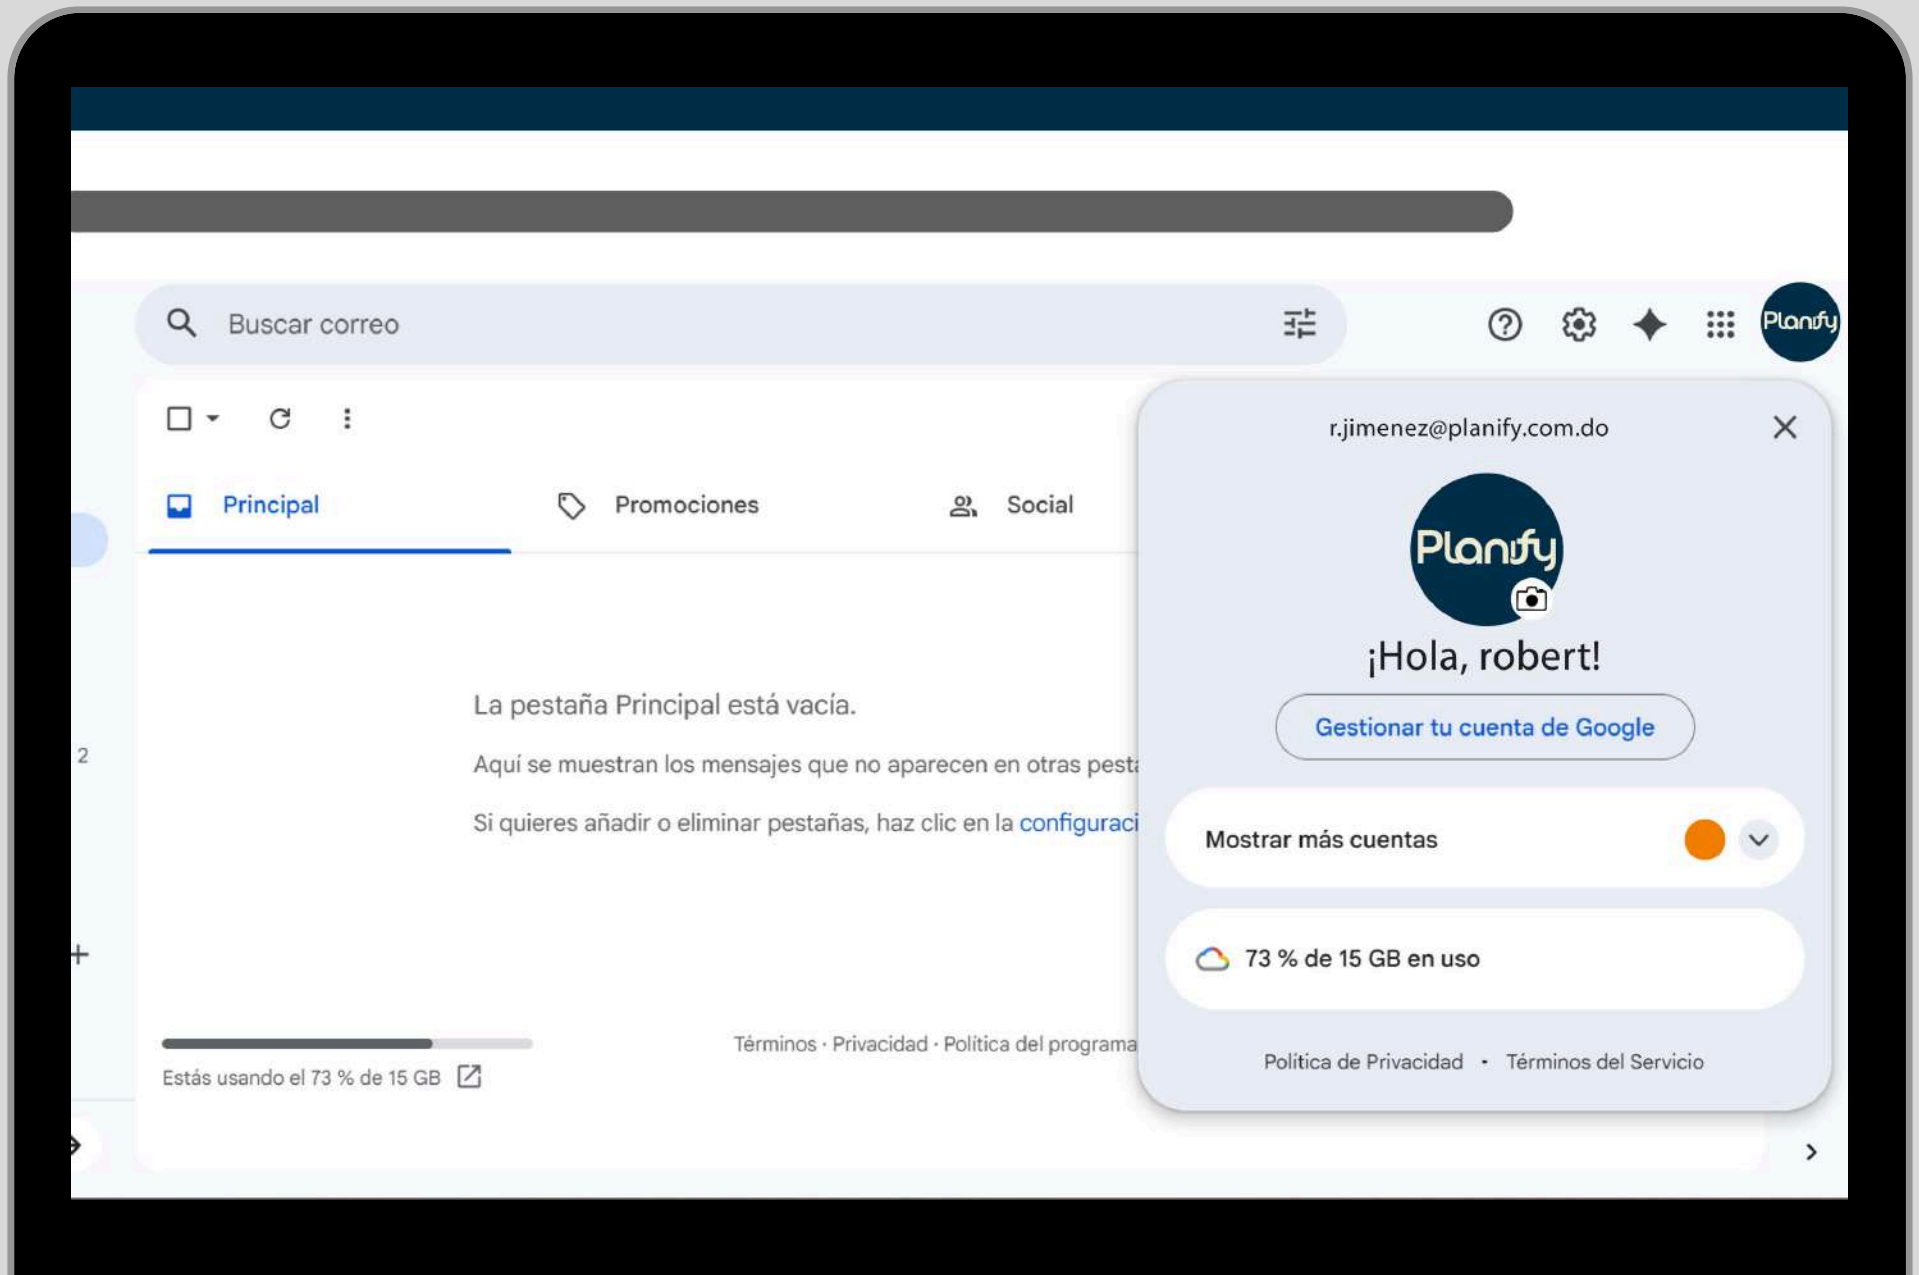 Buscar correo
Planify
r.jimenez@planify.com.do
Principal
Promociones
Social
Planify
¡Hola, robert!
Gestionar tu cuenta de Google
La pestaña Principal está vacía.
Aquí se muestran los mensajes que no aparecen en otras pesta
Si quieres añadir o eliminar pestañas, haz clic en la configuraci
2
Mostrar más cuentas
73 % de 15 GB en uso
Términos · Privacidad · Política del programa
Estás usando el 73 % de 15 GB
Política de Privacidad • Términos del Servicio